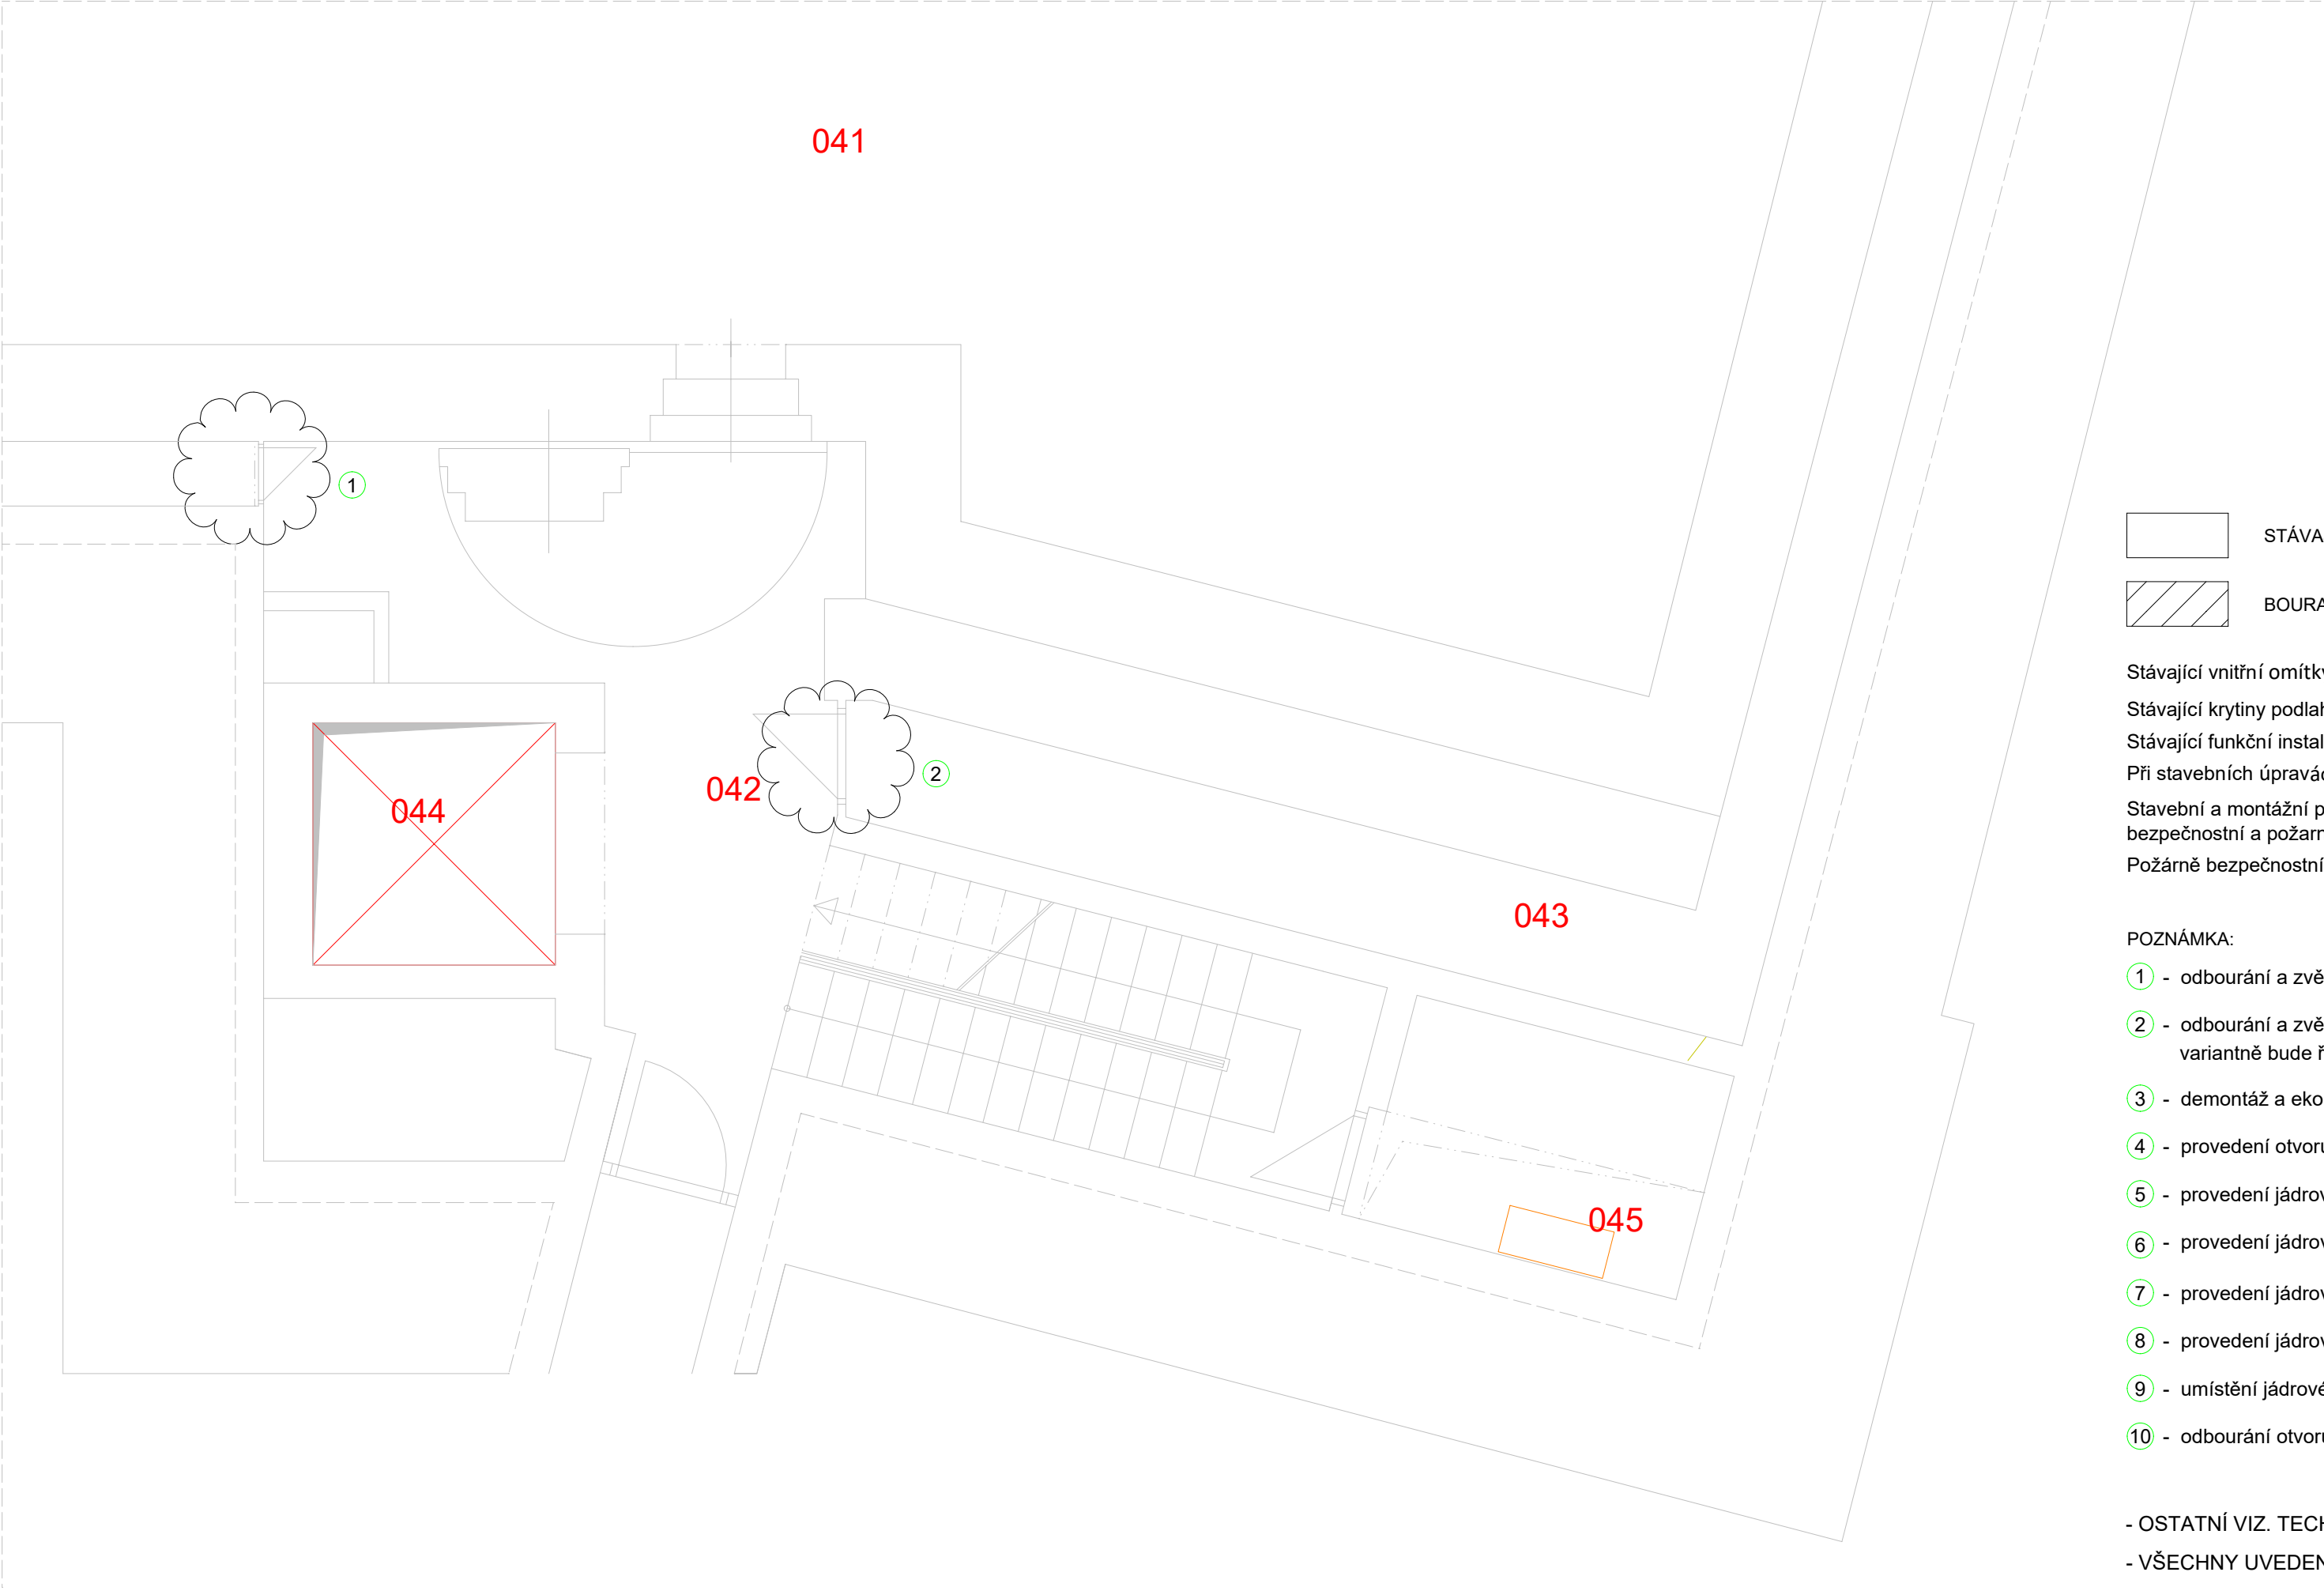 041
1
2
042
044
043
045
STÁVA
BOURA
Stávající vnitřní omítk
Stávající krytiny podlah
Stávající funkční instal
Při stavebních úpravá
Stavební a montážní p
bezpečnostní a požarn
Požárně bezpečnostní
POZNÁMKA:
1 - odbourání a zvě
2 - odbourání a zvě
variantně bude ř
3 - demontáž a eko
4 - provedení otvoru
5 - provedení jádrov
6 - provedení jádrov
7 - provedení jádrov
8 - provedení jádrov
9 - umístění jádrové
10 - odbourání otvoru
- OSTATNÍ VIZ. TECH
- VŠECHNY UVEDEN